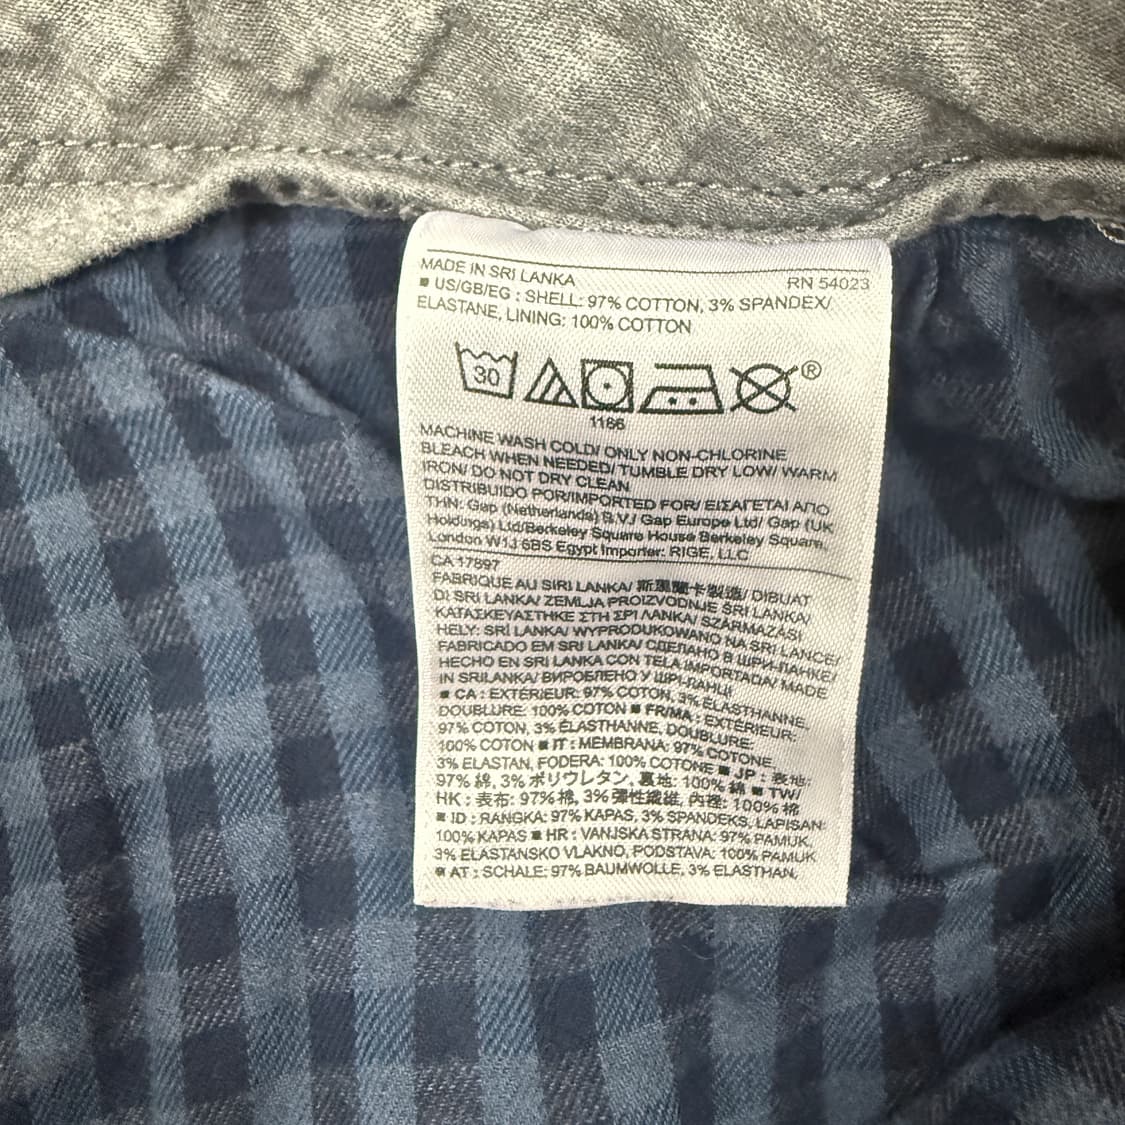 MADE IN SRI LANKA RN 54023
■ US/GB/EG : SHELL: 97% COTTON, 3% SPANDEX/
ELASTANE, LINING: 100% COTTON
30 ®
1166
MACHINE WASH COLD/ ONLY NON-CHLORINE
BLEACH WHEN NEEDED/ TUMBLE DRY LOW/ WARM
IRON/ DO NOT DRY CLEAN
DISTRIBUIDO POR/IMPORTED FOR/ ΕΙΣΑΓΕΤΑΙ ΑΠΟ
THN: Gap (Netherlands) B.V./ Gap Europe Ltd/ Gap (UK
Holdings) Ltd/Berkeley Square House Berkeley Square,
London W1J 6BS Egypt Importer: RIGE, LLC
CA 17897
FABRIQUE AU SIRI LANKA/ 斯里蘭卡製造/ DIBUAT
DI SRI LANKA/ ZEMLJA PROIZVODNJE SRI LANKA/
ΚΑΤΑΣΚΕΥΑΣΤΗΚΕ ΣΤΗ ΣΡΙ ΛΑΝΚΑ/ SZÁRMAZÁSI
HELY: SRÍ LANKA/ WYPRODUKOWANO NA SRI LANCE/
FABRICADO EM SRI LANKA/ СДЕЛАНО В ШРИ-ЛАНКЕ/
HECHO EN SRI LANKA CON TELA IMPORTADA/ MADE
IN SRILANKA/ ВИРОБЛЕНО У ШРІ-ЛАНЦІ
■ CA : EXTÉRIEUR: 97% COTON, 3% ÉLASTHANNE,
DOUBLURE: 100% COTON ■ FR/MA : EXTÉRIEUR:
97% COTON, 3% ÉLASTHANNE, DOUBLURE:
100% COTON ■ IT : MEMBRANA: 97% COTONE,
3% ELASTAN, FODERA: 100% COTONE ■ JP : 表地:
97% 綿, 3% ポリウレタン, 裏地: 100% 綿 ■ TW/
HK : 表布: 97% 棉, 3% 彈性纖維, 內裡: 100% 棉
■ ID : RANGKA: 97% KAPAS, 3% SPANDEKS, LAPISAN:
100% KAPAS ■ HR : VANJSKA STRANA: 97% PAMUK,
3% ELASTANSKO VLAKNO, PODSTAVA: 100% PAMUK
■ AT : SCHALE: 97% BAUMWOLLE, 3% ELASTHAN,